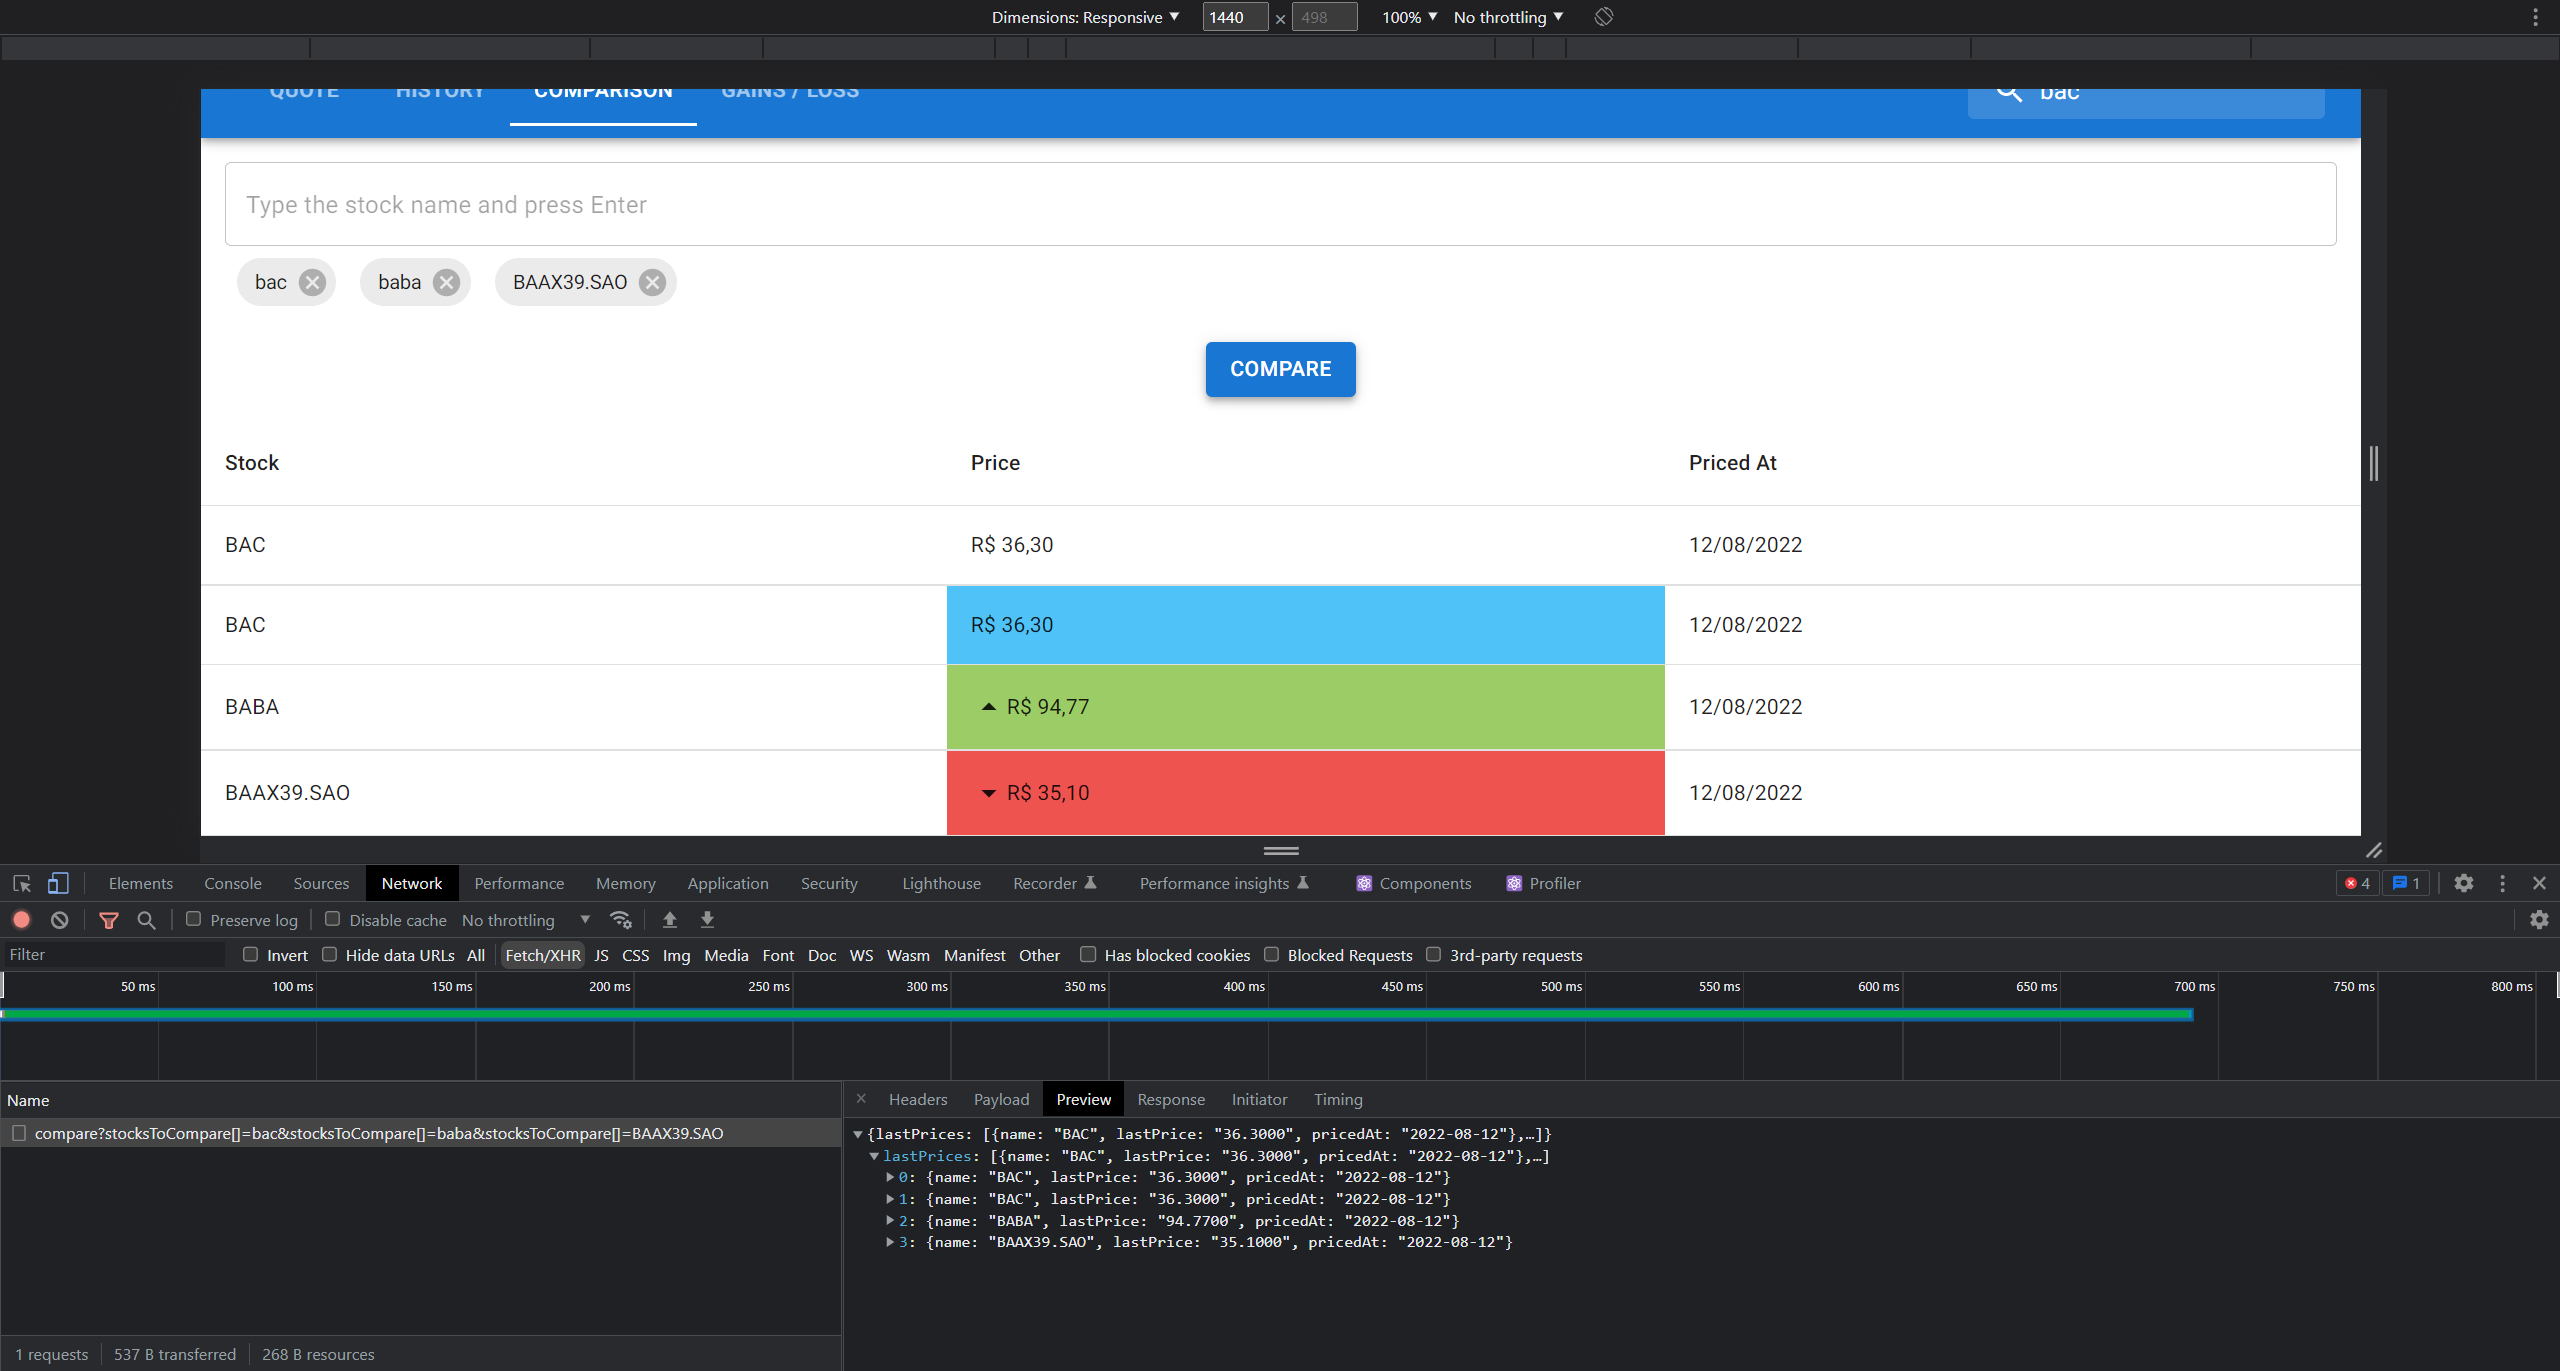 Dimensions: Responsive ▼ 1440 × 498 100% ▼ No throttling ▼
QUOTE HISTORY COMPARISON GAINS / LOSS bac
Type the stock name and press Enter
bac baba BAAX39.SAO
COMPARE
Stock Price Priced At
BAC R$ 36,30 12/08/2022
BAC R$ 36,30 12/08/2022
BABA R$ 94,77 12/08/2022
BAAX39.SAO R$ 35,10 12/08/2022
Elements Console Sources Network Performance Memory Application Security Lighthouse Recorder Performance insights Components Profiler 4 1
Preserve log Disable cache No throttling
Filter Invert Hide data URLs All Fetch/XHR JS CSS Img Media Font Doc WS Wasm Manifest Other Has blocked cookies Blocked Requests 3rd-party requests
50 ms 100 ms 150 ms 200 ms 250 ms 300 ms 350 ms 400 ms 450 ms 500 ms 550 ms 600 ms 650 ms 700 ms 750 ms 800 ms
Name
compare?stocksToCompare[]=bac&stocksToCompare[]=baba&stocksToCompare[]=BAAX39.SAO
Headers Payload Preview Response Initiator Timing
{lastPrices: [{name: "BAC", lastPrice: "36.3000", pricedAt: "2022-08-12"},…]}
lastPrices: [{name: "BAC", lastPrice: "36.3000", pricedAt: "2022-08-12"},…]
0: {name: "BAC", lastPrice: "36.3000", pricedAt: "2022-08-12"}
1: {name: "BAC", lastPrice: "36.3000", pricedAt: "2022-08-12"}
2: {name: "BABA", lastPrice: "94.7700", pricedAt: "2022-08-12"}
3: {name: "BAAX39.SAO", lastPrice: "35.1000", pricedAt: "2022-08-12"}
1 requests 537 B transferred 268 B resources